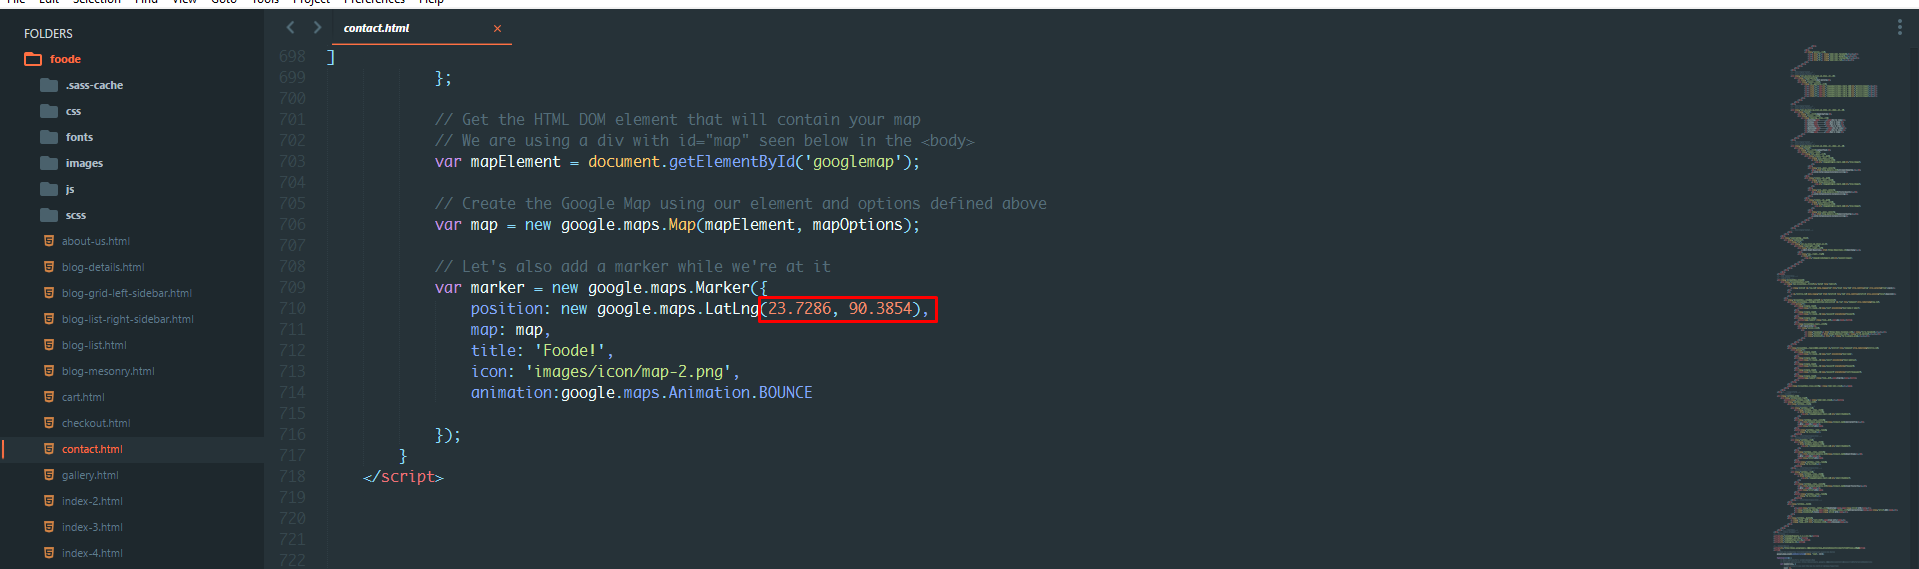 File Edit Selection Find View Goto Tools Project Preferences Help
FOLDERS
foode
.sass-cache
css
fonts
images
js
scss
about-us.html
blog-details.html
blog-grid-left-sidebar.html
blog-list-right-sidebar.html
blog-list.html
blog-mesonry.html
cart.html
checkout.html
contact.html
gallery.html
index-2.html
index-3.html
index-4.html
contact.html ×
698 ]
699 };
700
701 // Get the HTML DOM element that will contain your map
702 // We are using a div with id="map" seen below in the <body>
703 var mapElement = document.getElementById('googlemap');
704
705 // Create the Google Map using our element and options defined above
706 var map = new google.maps.Map(mapElement, mapOptions);
707
708 // Let's also add a marker while we're at it
709 var marker = new google.maps.Marker({
710 position: new google.maps.LatLng(23.7286, 90.3854),
711 map: map,
712 title: 'Foode!',
713 icon: 'images/icon/map-2.png',
714 animation:google.maps.Animation.BOUNCE
715
716 });
717 }
718 </script>
719
720
721
722